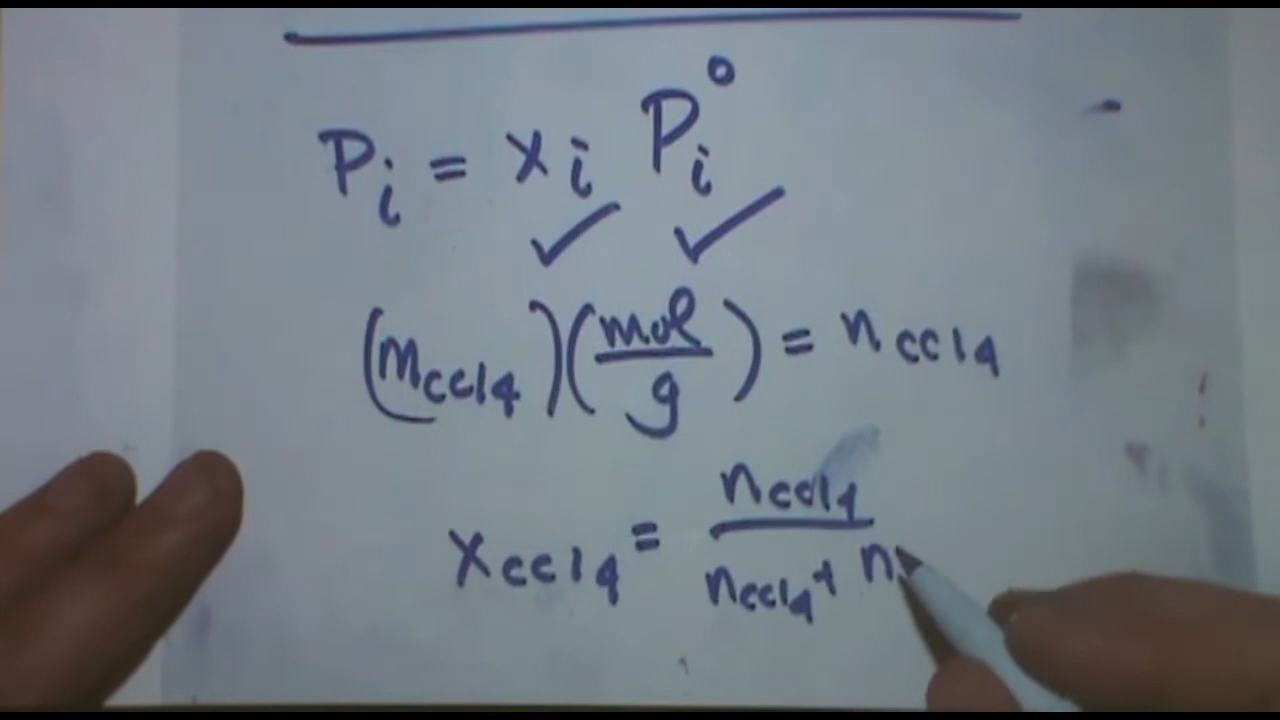 Pi = xi Pi°
(mccl4)(mol/g) = nccl4
xccl4 = nccl4/nccl4 + n